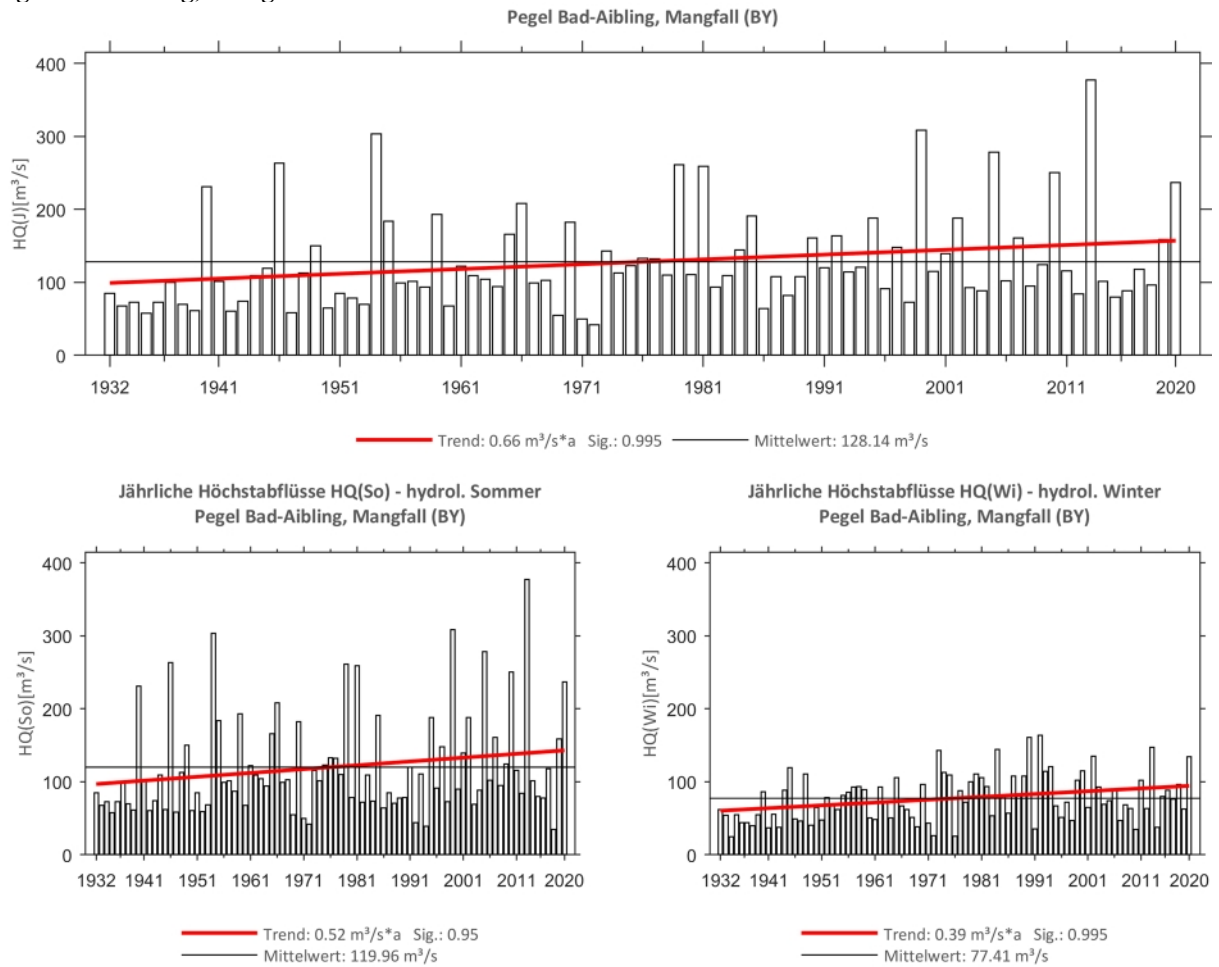 Pegel Bad-Aibling, Mangfall (BY)
HQ(J)[m³/s]
400
300
200
100
0
1932 1941 1951 1961 1971 1981 1991 2001 2011 2020
Trend: 0.66 m³/s*a Sig.: 0.995 Mittelwert: 128.14 m³/s
Jährliche Höchstabflüsse HQ(So) - hydrol. Sommer
Pegel Bad-Aibling, Mangfall (BY)
HQ(So)[m³/s]
400
300
200
100
0
1932 1941 1951 1961 1971 1981 1991 2001 2011 2020
Trend: 0.52 m³/s*a Sig.: 0.95
Mittelwert: 119.96 m³/s
Jährliche Höchstabflüsse HQ(Wi) - hydrol. Winter
Pegel Bad-Aibling, Mangfall (BY)
HQ(Wi)[m³/s]
400
300
200
100
0
1932 1941 1951 1961 1971 1981 1991 2001 2011 2020
Trend: 0.39 m³/s*a Sig.: 0.995
Mittelwert: 77.41 m³/s